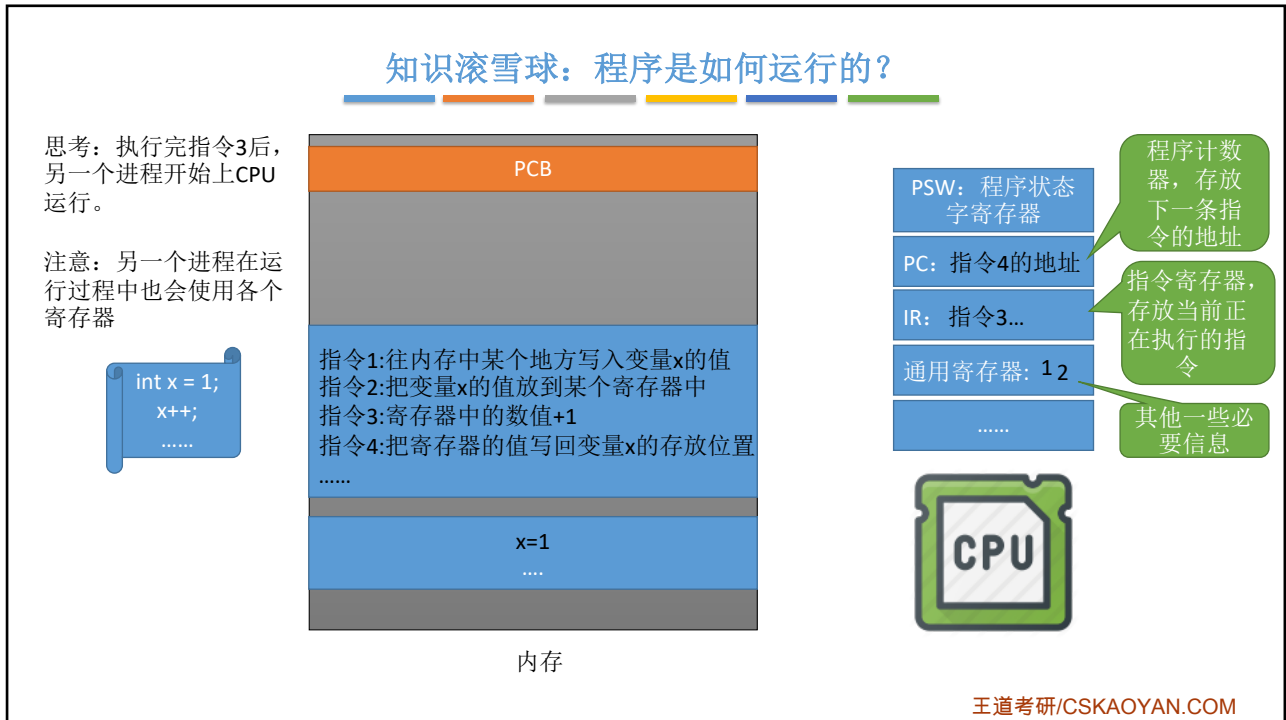 知识滚雪球：程序是如何运行的？
思考：执行完指令3后，
另一个进程开始上CPU
运行。
注意：另一个进程在运
行过程中也会使用各个
寄存器
int x = 1;
x++;
……
PCB
指令1:往内存中某个地方写入变量x的值
指令2:把变量x的值放到某个寄存器中
指令3:寄存器中的数值+1
指令4:把寄存器的值写回变量x的存放位置
……
x=1
….
内存
PSW：程序状态
字寄存器
PC：指令4的地址
IR： 指令3...
通用寄存器: 1 2
……
程序计数
器，存放
下一条指
令的地址
指令寄存器，
存放当前正
在执行的指
令
其他一些必
要信息
CPU
王道考研/CSKAOYAN.COM